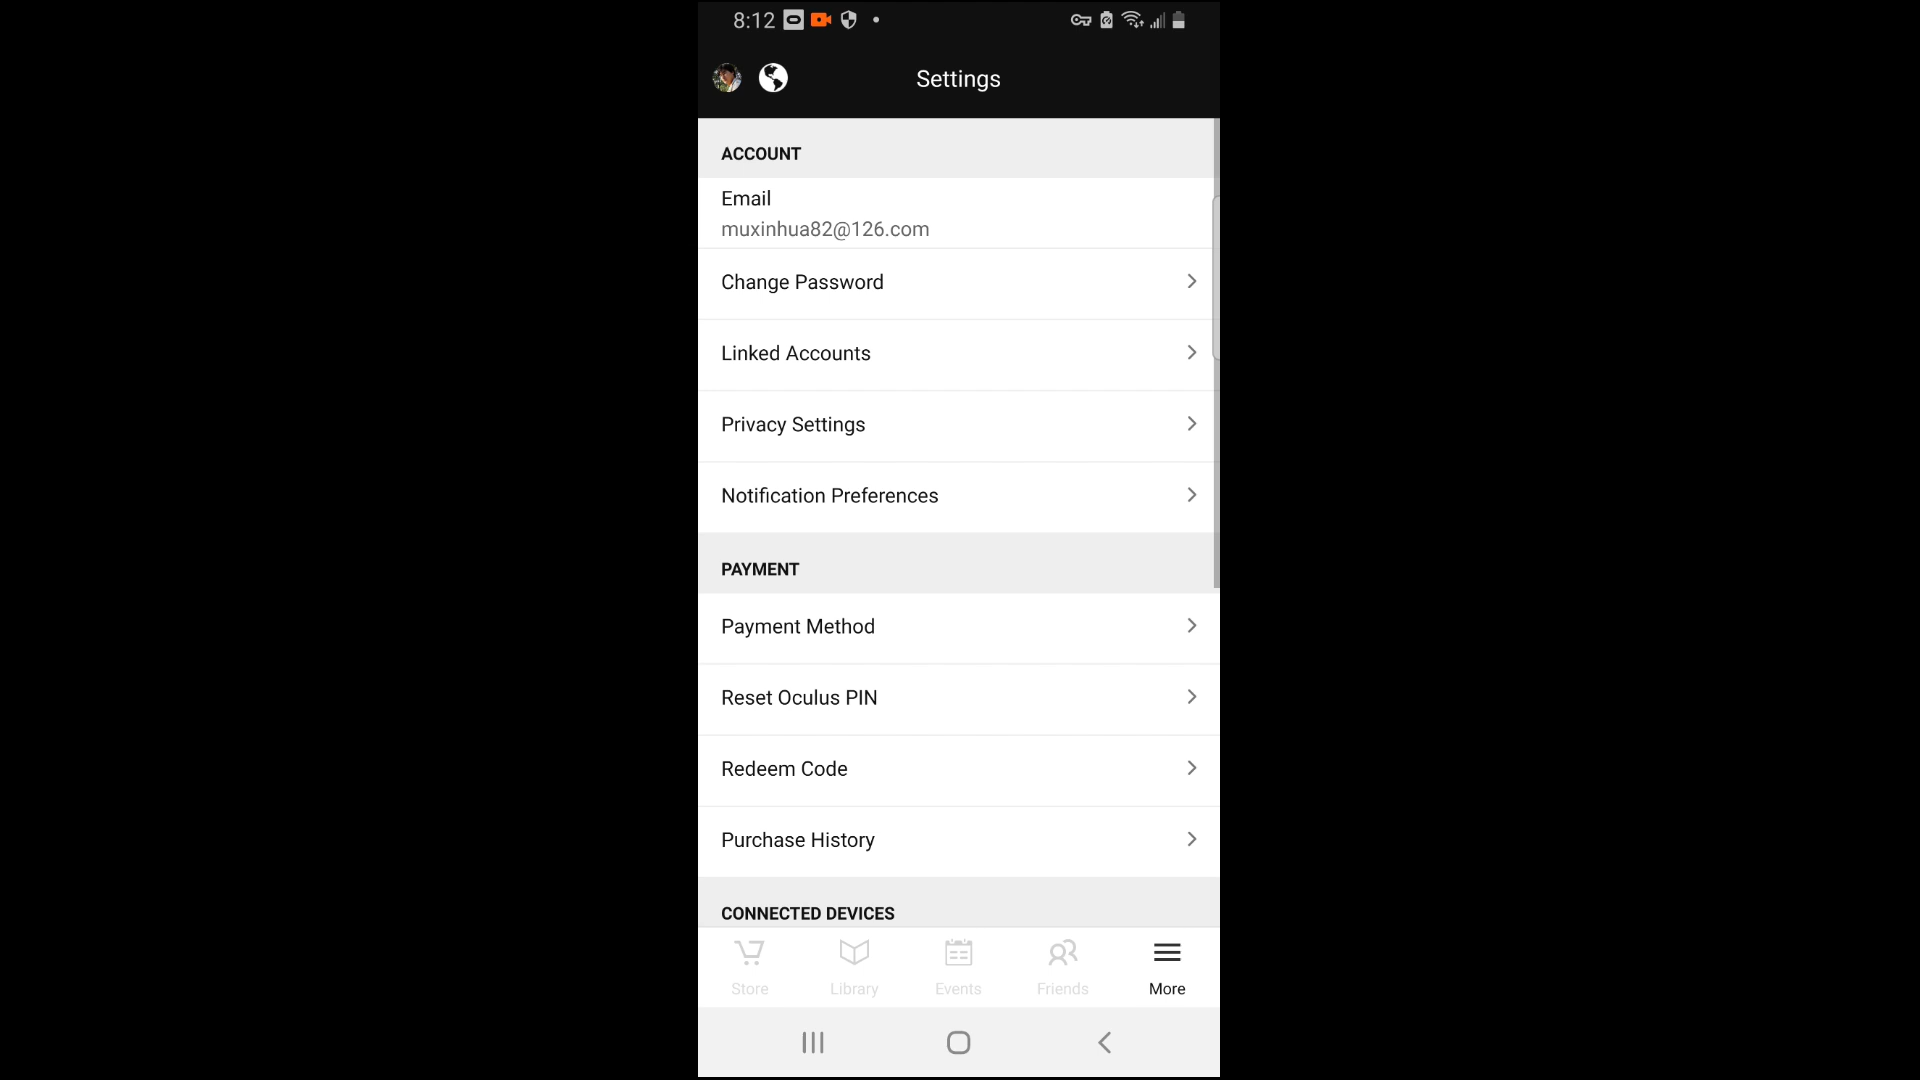 8:12
Settings
ACCOUNT
Email
muxinhua82@126.com
Change Password
Linked Accounts
Privacy Settings
Notification Preferences
PAYMENT
Payment Method
Reset Oculus PIN
Redeem Code
Purchase History
CONNECTED DEVICES
Store Library Events Friends More